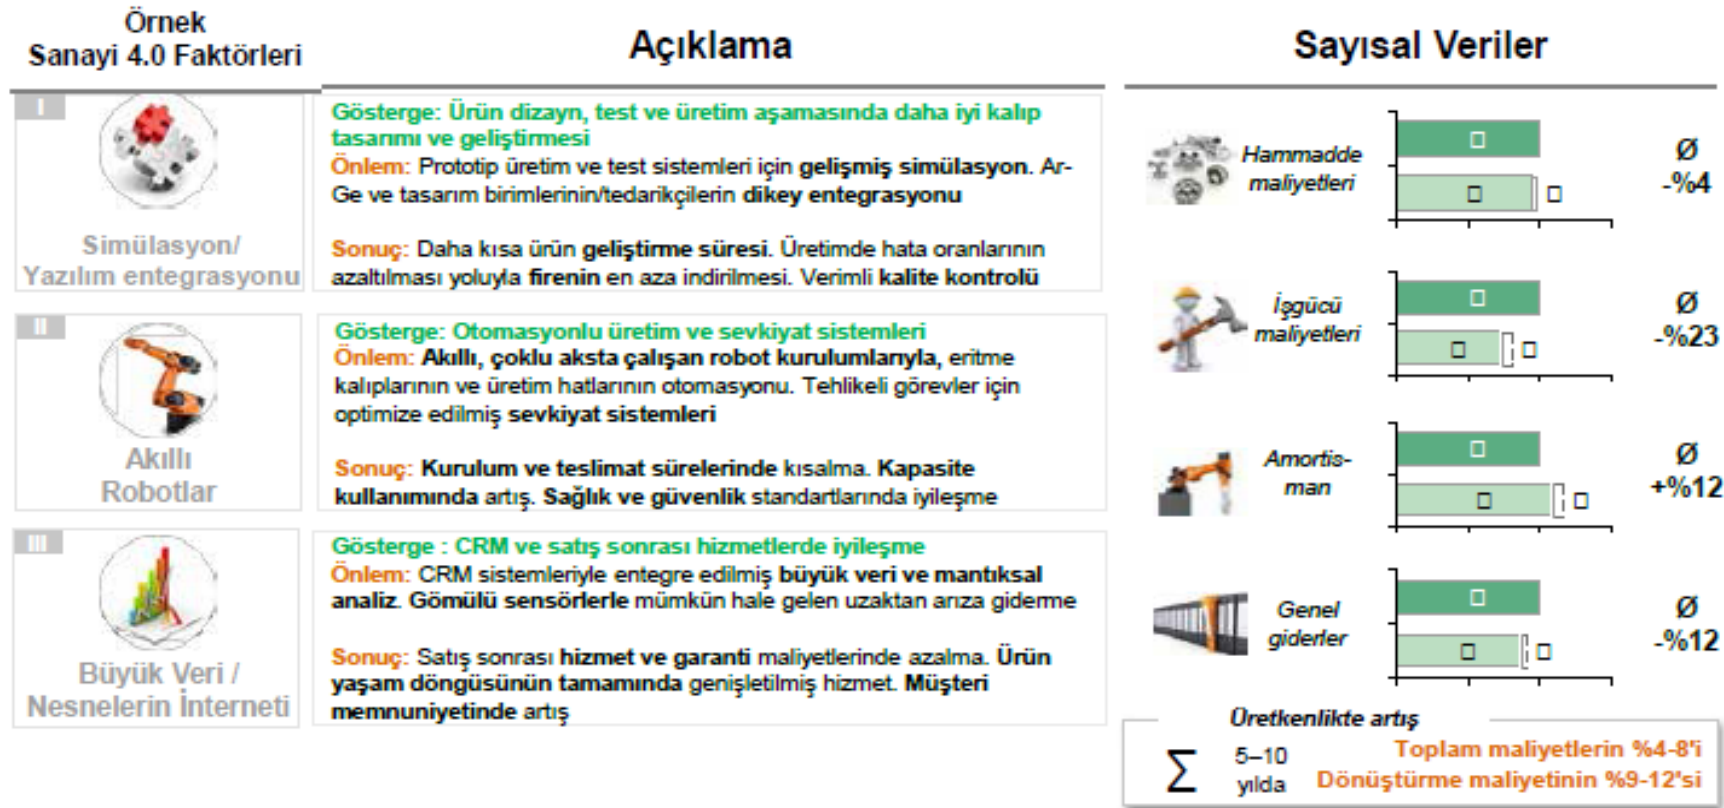 Örnek
Sanayi 4.0 Faktörleri
Açıklama
Sayısal Veriler
I
Simülasyon/
Yazılım entegrasyonu
Gösterge: Ürün dizayn, test ve üretim aşamasında daha iyi kalıp
tasarımı ve geliştirmesi
Önlem: Prototip üretim ve test sistemleri için gelişmiş simülasyon. Ar-
Ge ve tasarım birimlerinin/tedarikçilerin dikey entegrasyonu
Sonuç: Daha kısa ürün geliştirme süresi. Üretimde hata oranlarının
azaltılması yoluyla firenin en aza indirilmesi. Verimli kalite kontrolü
II
Akıllı
Robotlar
Gösterge: Otomasyonlu üretim ve sevkiyat sistemleri
Önlem: Akıllı, çoklu aksta çalışan robot kurulumlarıyla, eritme
kalıplarının ve üretim hatlarının otomasyonu. Tehlikeli görevler için
optimize edilmiş sevkiyat sistemleri
Sonuç: Kurulum ve teslimat sürelerinde kısalma. Kapasite
kullanımında artış. Sağlık ve güvenlik standartlarında iyileşme
III
Büyük Veri /
Nesnelerin İnterneti
Gösterge : CRM ve satış sonrası hizmetlerde iyileşme
Önlem: CRM sistemleriyle entegre edilmiş büyük veri ve mantıksal
analiz. Gömülü sensörlerle mümkün hale gelen uzaktan arıza giderme
Sonuç: Satış sonrası hizmet ve garanti maliyetlerinde azalma. Ürün
yaşam döngüsünün tamamında genişletilmiş hizmet. Müşteri
memnuniyetinde artış
Hammadde
maliyetleri
Ø
-%4
İşgücü
maliyetleri
Ø
-%23
Amortis-
man
Ø
+%12
Genel
giderler
Ø
-%12
Üretkenlikte artış
Σ
5–10
yılda
Toplam maliyetlerin %4-8'i
Dönüştürme maliyetinin %9-12'si